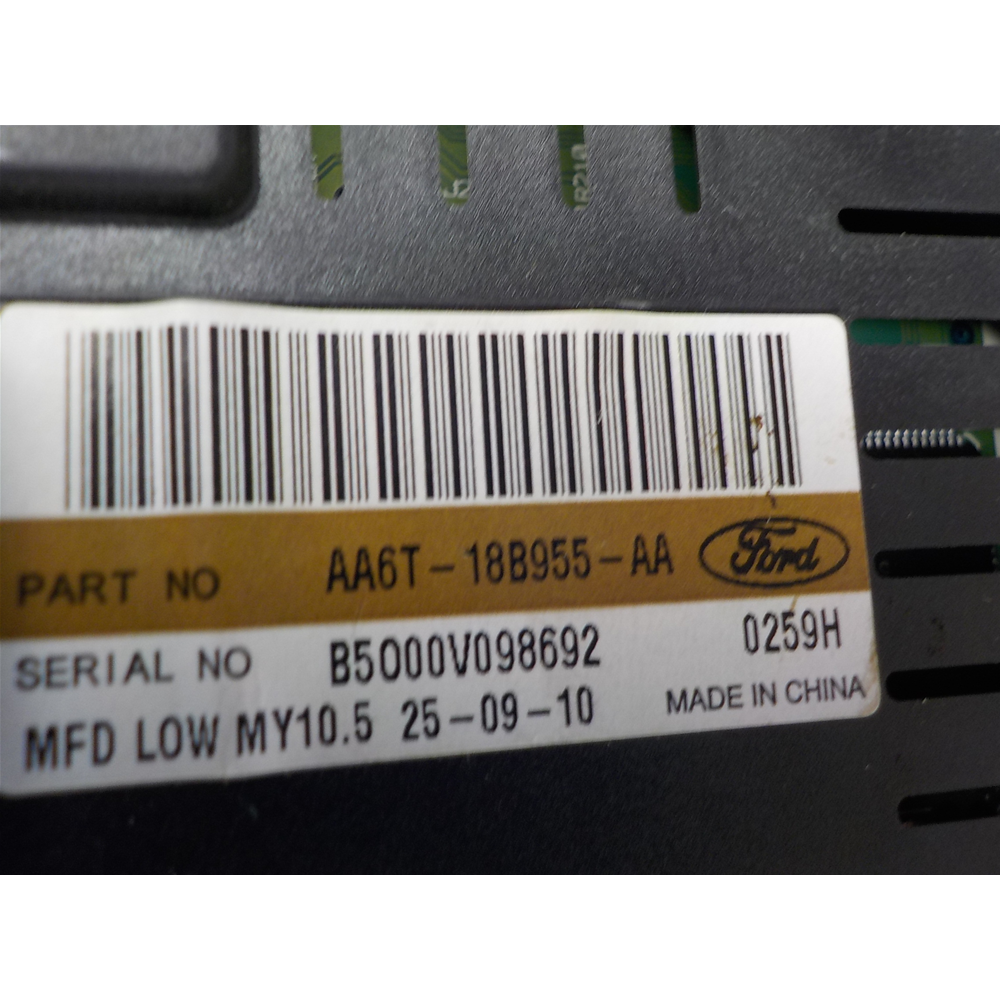 1R210
PART NO AA6T-18B955-AA Ford
SERIAL NO B5000V098692 0259H
MFD LOW MY10.5 25-09-10 MADE IN CHINA